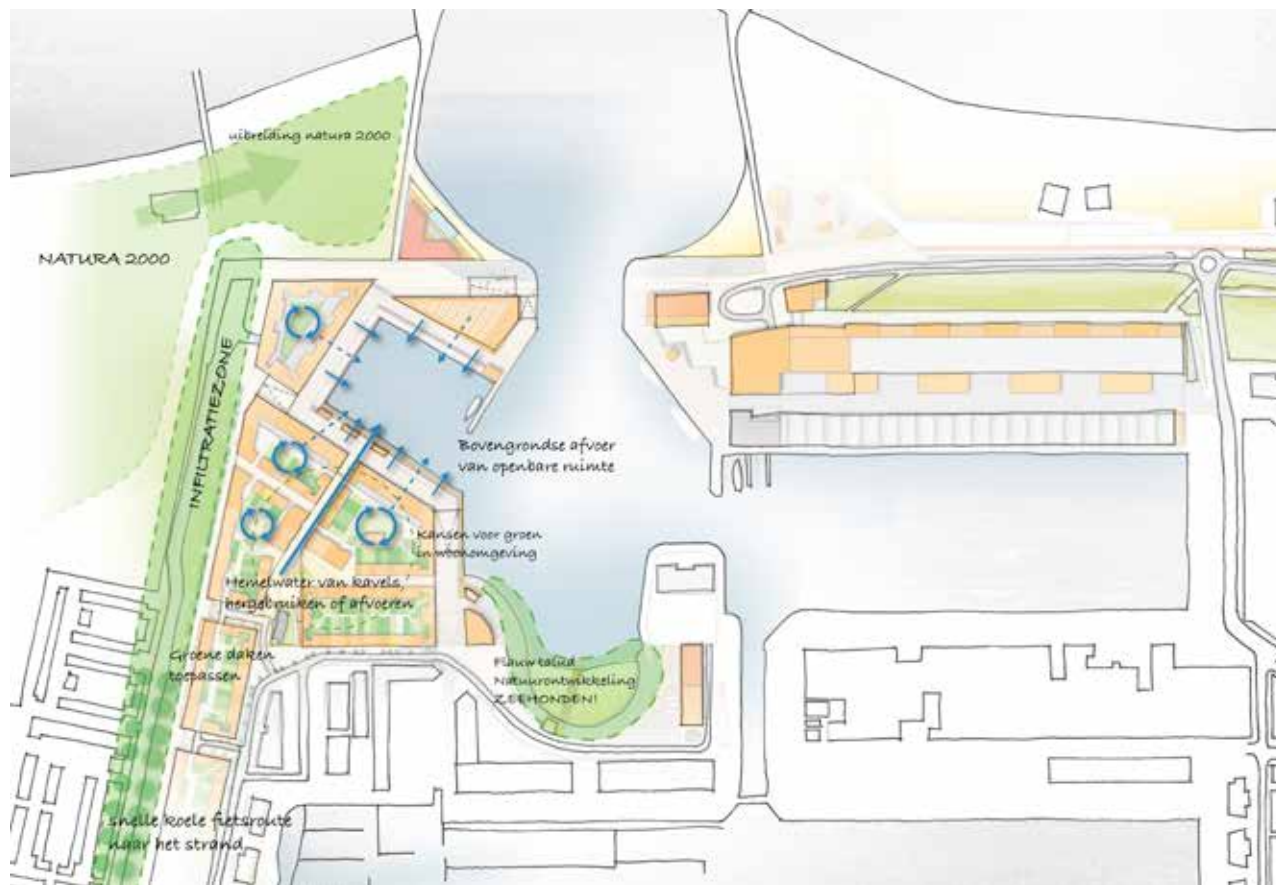 uibreiding natura 2000
NATURA 2000
INFILTRATIEZONE
Bovengrondse afvoer
van openbare ruimte
Kansen voor groen
in woonomgeving
Hemelwater van kavels,
hergebruiken of afvoeren
Groene daken
toepassen
Flauw talud
Natuurontwikkeling
ZEEHONDEN!
snelle koele fietsroute
naar het strand